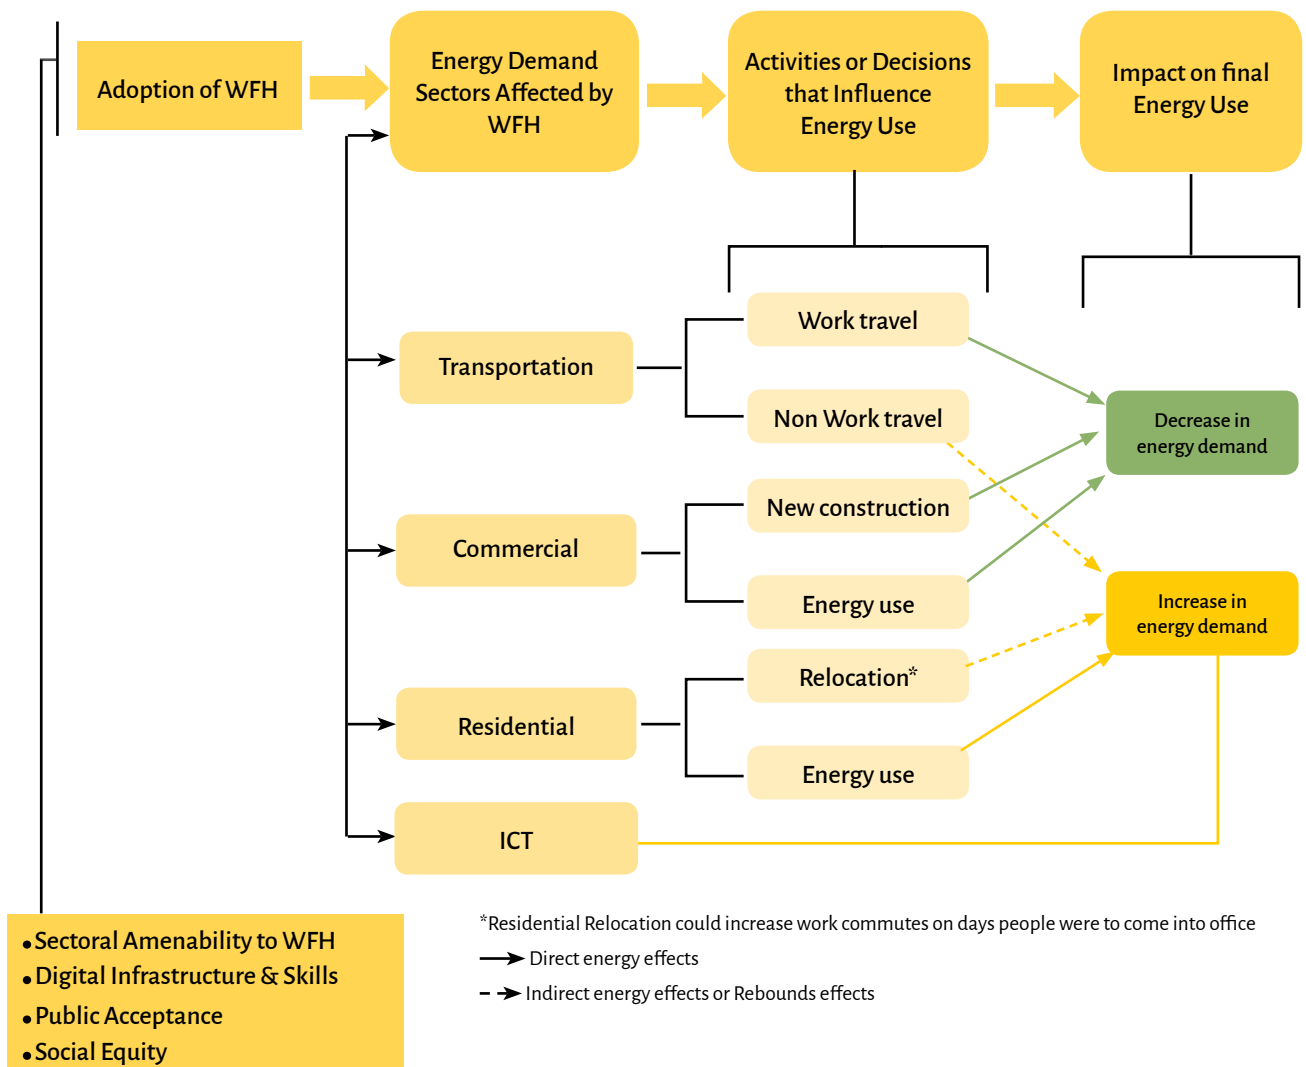 Adoption of WFH
Energy Demand
Sectors Affected by
WFH
Activities or Decisions
that Influence
Energy Use
Impact on final
Energy Use
Transportation
Work travel
Non Work travel
Commercial
New construction
Energy use
Residential
Relocation*
Energy use
ICT
Decrease in
energy demand
Increase in
energy demand
•Sectoral Amenability to WFH
•Digital Infrastructure & Skills
•Public Acceptance
•Social Equity
*Residential Relocation could increase work commutes on days people were to come into office
Direct energy effects
Indirect energy effects or Rebounds effects